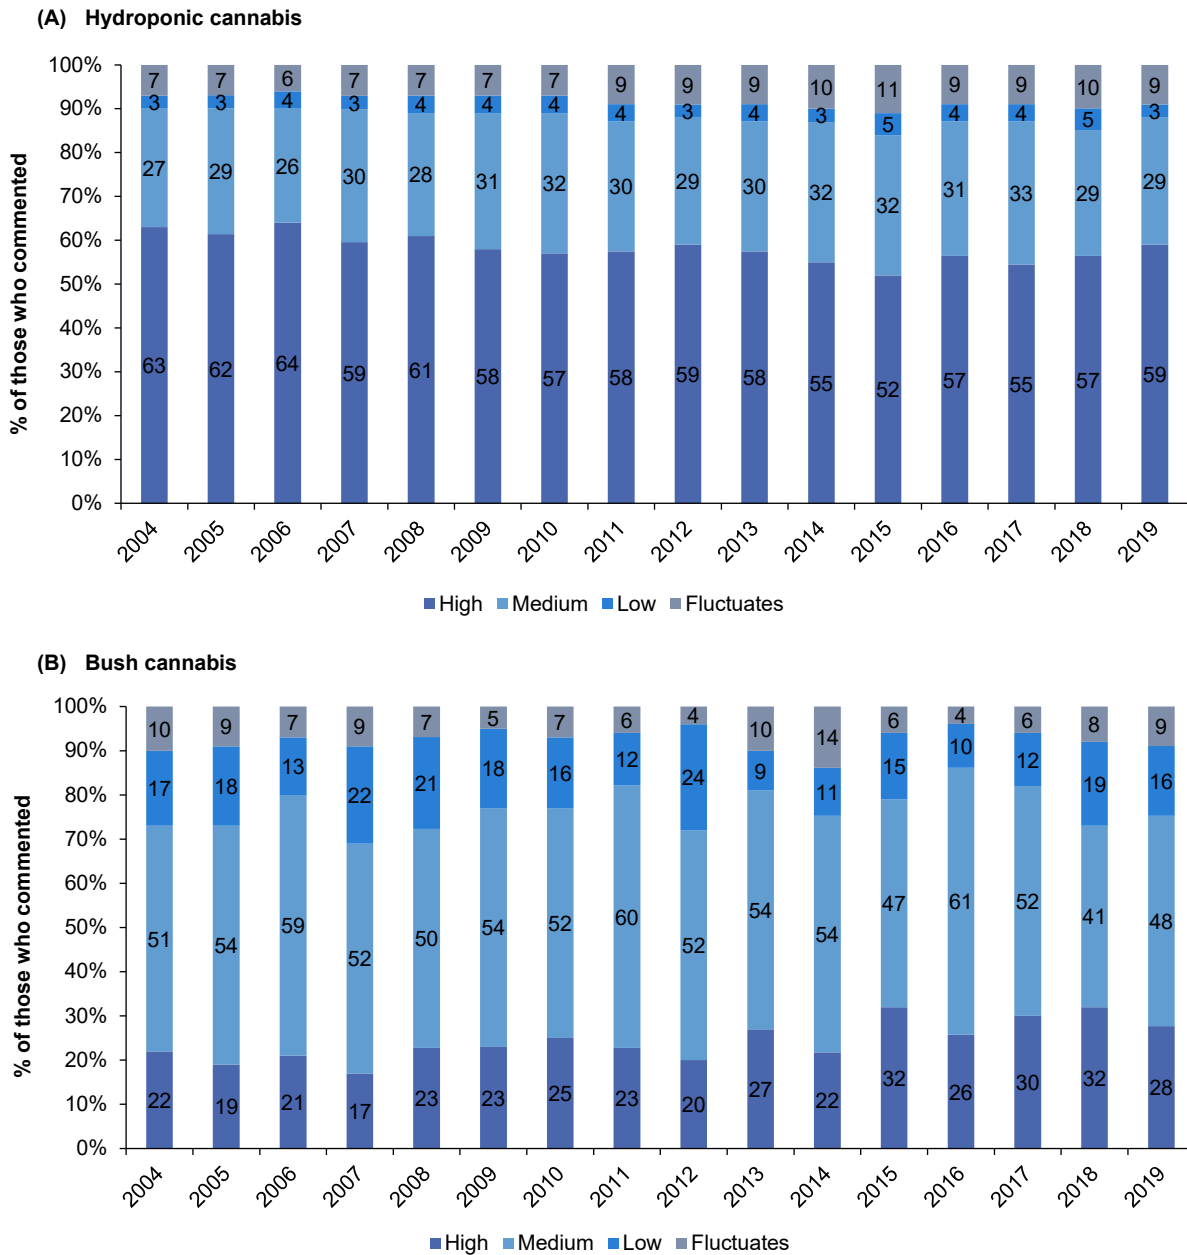 (A) Hydroponic cannabis
100%
90%
80%
70%
60%
50%
40%
30%
20%
10%
0%
% of those who commented
7 7 6 7 7 7 7 9 9 9 10 11 9 9 10 9
3 3 4 3 4 4 4 4 3 4 3 5 4 4 5 3
27 29 26 30 28 31 32 30 29 30 32 32 31 33 29 29
63 62 64 59 61 58 57 58 59 58 55 52 57 55 57 59
2004 2005 2006 2007 2008 2009 2010 2011 2012 2013 2014 2015 2016 2017 2018 2019
High Medium Low Fluctuates
(B) Bush cannabis
100%
90%
80%
70%
60%
50%
40%
30%
20%
10%
0%
% of those who commented
10 9 7 9 7 5 7 6 4 10 14 6 4 6 8 9
17 18 13 22 21 18 16 12 24 9 11 15 10 12 19 16
51 54 59 52 50 54 52 60 52 54 54 47 61 52 41 48
22 19 21 17 23 23 25 23 20 27 22 32 26 30 32 28
2004 2005 2006 2007 2008 2009 2010 2011 2012 2013 2014 2015 2016 2017 2018 2019
High Medium Low Fluctuates